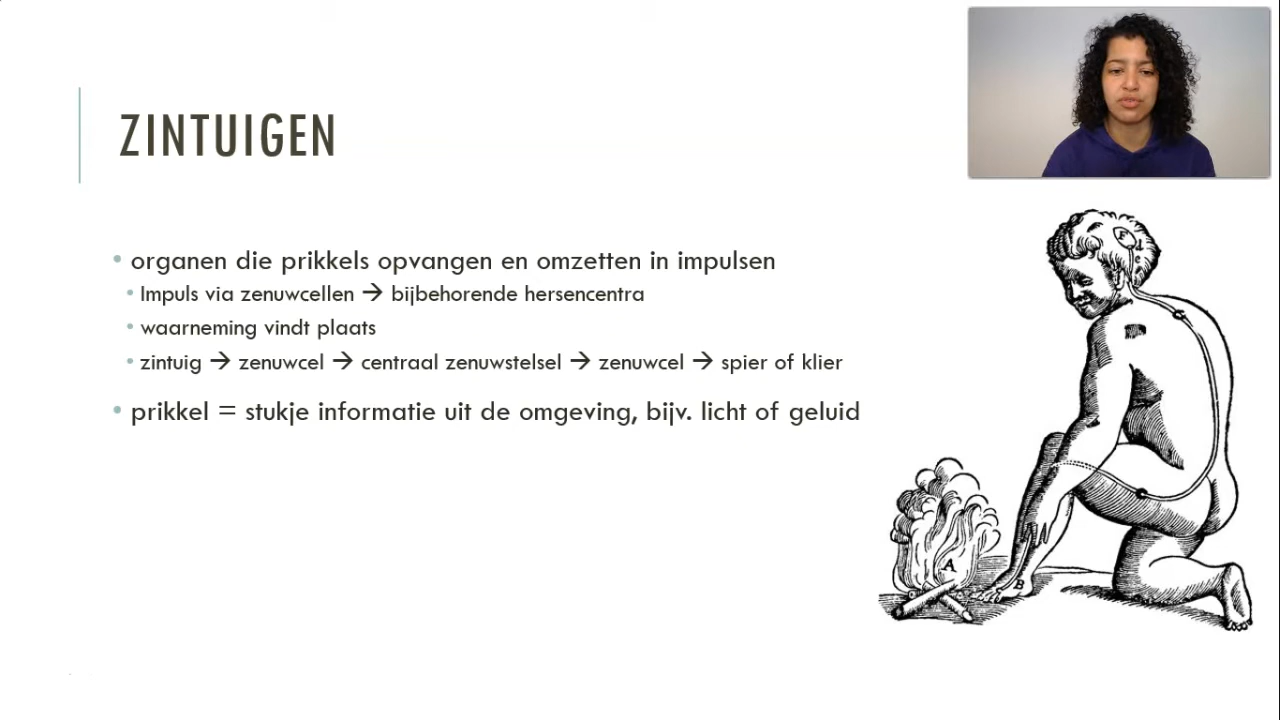 ZINTUIGEN
• organen die prikkels opvangen en omzetten in impulsen
• Impuls via zenuwcellen → bijbehorende hersencentra
• waarneming vindt plaats
• zintuig → zenuwcel → centraal zenuwstelsel → zenuwcel → spier of klier
• prikkel = stukje informatie uit de omgeving, bijv. licht of geluid
A
B